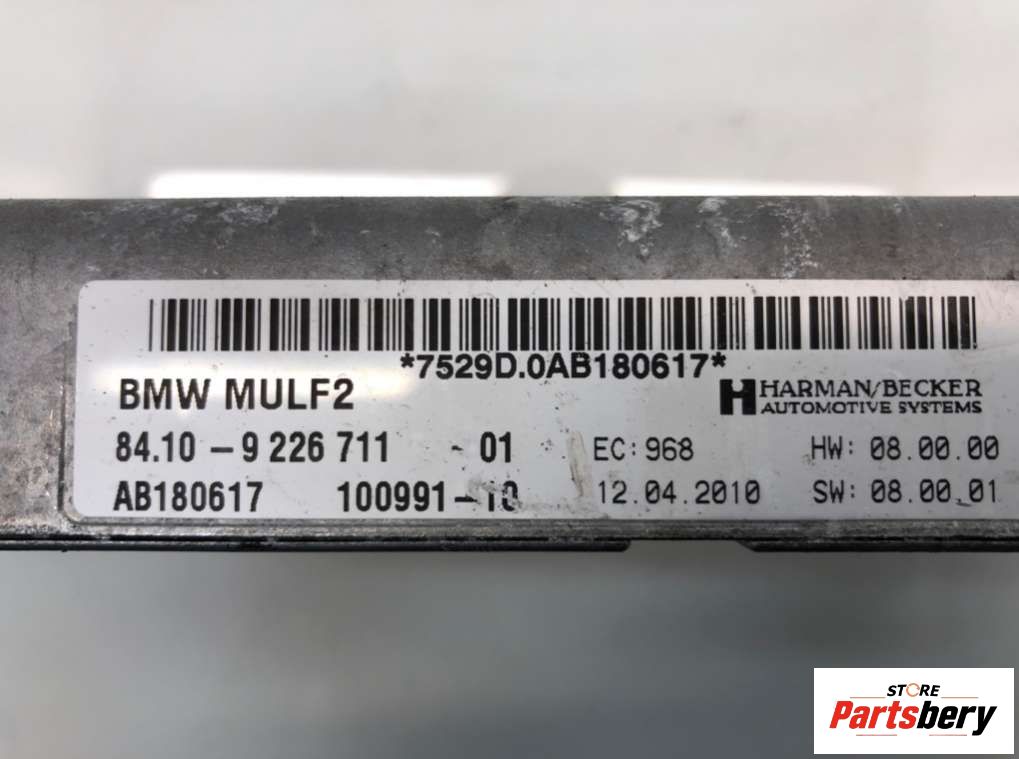 *7529D.0AB180617*
BMW MULF2
HARMAN/BECKER
AUTOMOTIVE SYSTEMS
84.10 – 9 226 711 - 01 EC: 968 HW: 08.00.00
AB180617 100991-10 12.04.2010 SW: 08.00.01
STORE
Partsbery